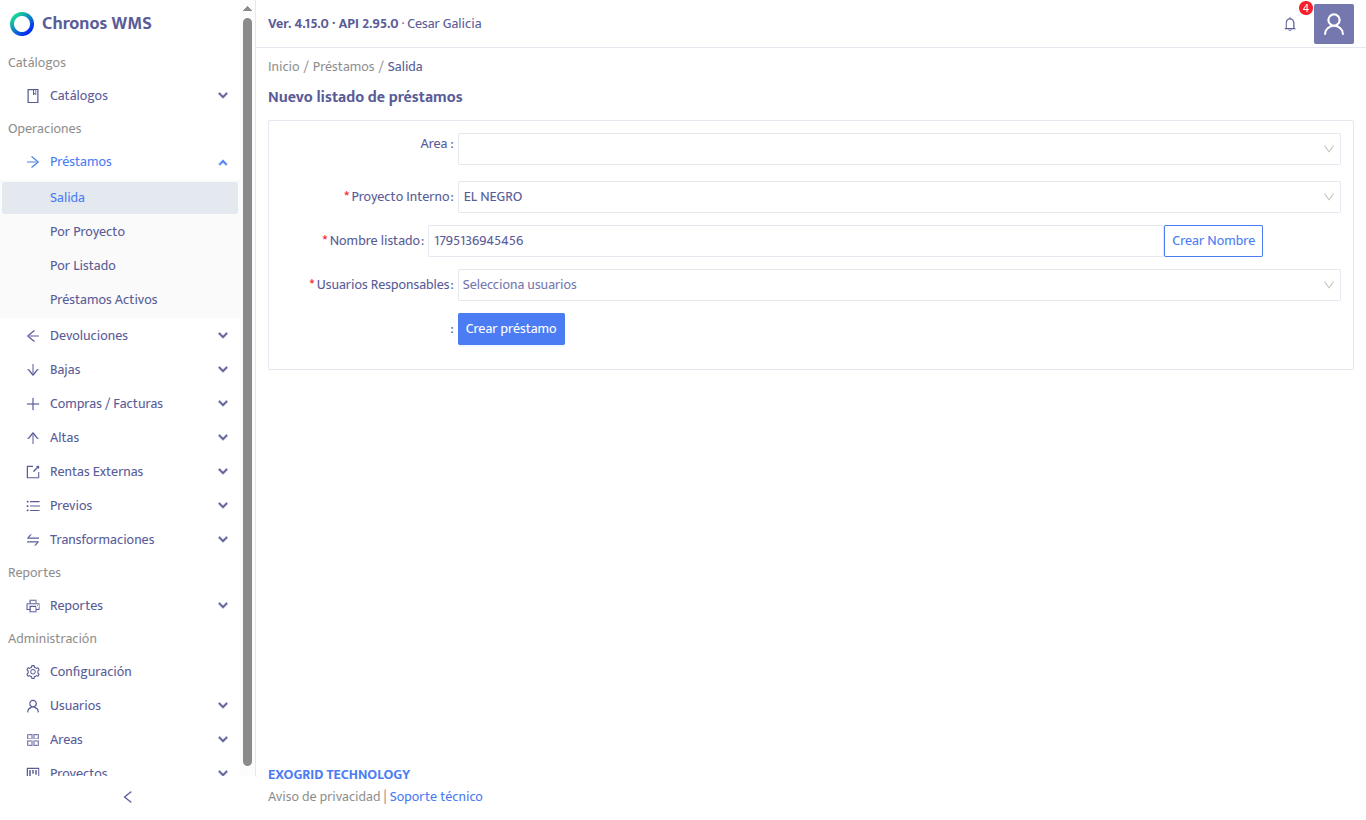 Chronos WMS
Catálogos
Catálogos
Operaciones
Préstamos
Salida
Por Proyecto
Por Listado
Préstamos Activos
Devoluciones
Bajas
Compras / Facturas
Altas
Rentas Externas
Previos
Transformaciones
Reportes
Reportes
Administración
Configuración
Usuarios
Areas
Proyectos
Ver. 4.15.0 · API 2.95.0 · Cesar Galicia
4
Inicio / Préstamos / Salida
Nuevo listado de préstamos
Area :
* Proyecto Interno: EL NEGRO
* Nombre listado: 1795136945456 Crear Nombre
* Usuarios Responsables: Selecciona usuarios
: Crear préstamo
EXOGRID TECHNOLOGY
Aviso de privacidad | Soporte técnico